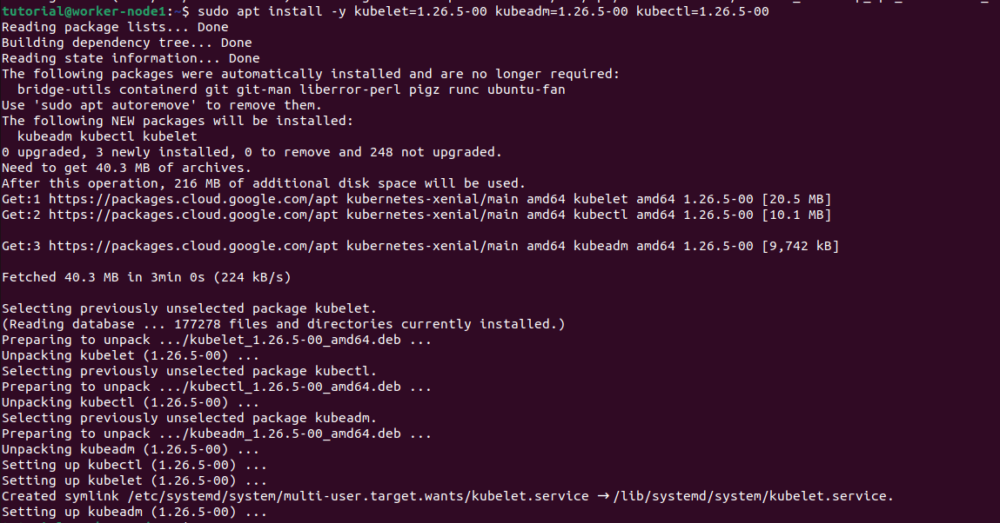 tutorial@worker-node1:~$ sudo apt install -y kubelet=1.26.5-00 kubeadm=1.26.5-00 kubectl=1.26.5-00
Reading package lists... Done
Building dependency tree... Done
Reading state information... Done
The following packages were automatically installed and are no longer required:
  bridge-utils containerd git git-man liberror-perl pigz runc ubuntu-fan
Use 'sudo apt autoremove' to remove them.
The following NEW packages will be installed:
  kubeadm kubectl kubelet
0 upgraded, 3 newly installed, 0 to remove and 248 not upgraded.
Need to get 40.3 MB of archives.
After this operation, 216 MB of additional disk space will be used.
Get:1 https://packages.cloud.google.com/apt kubernetes-xenial/main amd64 kubelet amd64 1.26.5-00 [20.5 MB]
Get:2 https://packages.cloud.google.com/apt kubernetes-xenial/main amd64 kubectl amd64 1.26.5-00 [10.1 MB]
Get:3 https://packages.cloud.google.com/apt kubernetes-xenial/main amd64 kubeadm amd64 1.26.5-00 [9,742 kB]
Fetched 40.3 MB in 3min 0s (224 kB/s)
Selecting previously unselected package kubelet.
(Reading database ... 177278 files and directories currently installed.)
Preparing to unpack .../kubelet_1.26.5-00_amd64.deb ...
Unpacking kubelet (1.26.5-00) ...
Selecting previously unselected package kubectl.
Preparing to unpack .../kubectl_1.26.5-00_amd64.deb ...
Unpacking kubectl (1.26.5-00) ...
Selecting previously unselected package kubeadm.
Preparing to unpack .../kubeadm_1.26.5-00_amd64.deb ...
Unpacking kubeadm (1.26.5-00) ...
Setting up kubectl (1.26.5-00) ...
Setting up kubelet (1.26.5-00) ...
Created symlink /etc/systemd/system/multi-user.target.wants/kubelet.service → /lib/systemd/system/kubelet.service.
Setting up kubeadm (1.26.5-00) ...